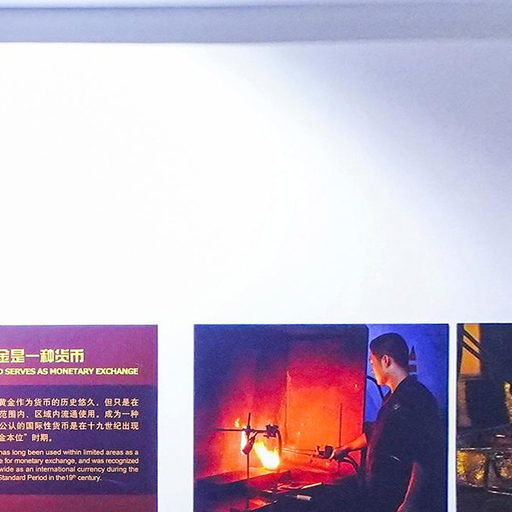 金是一种货币
D SERVES AS MONETARY EXCHANGE
黄金作为货币的历史悠久，但只是在
范围内、区域内流通使用。成为一种
公认的国际性货币是在十九世纪出现
金本位”时期。
has long been used within limited areas as a
e for monetary exchange, and was recognized
wide as an international currency during the
Standard Period in the19th century.